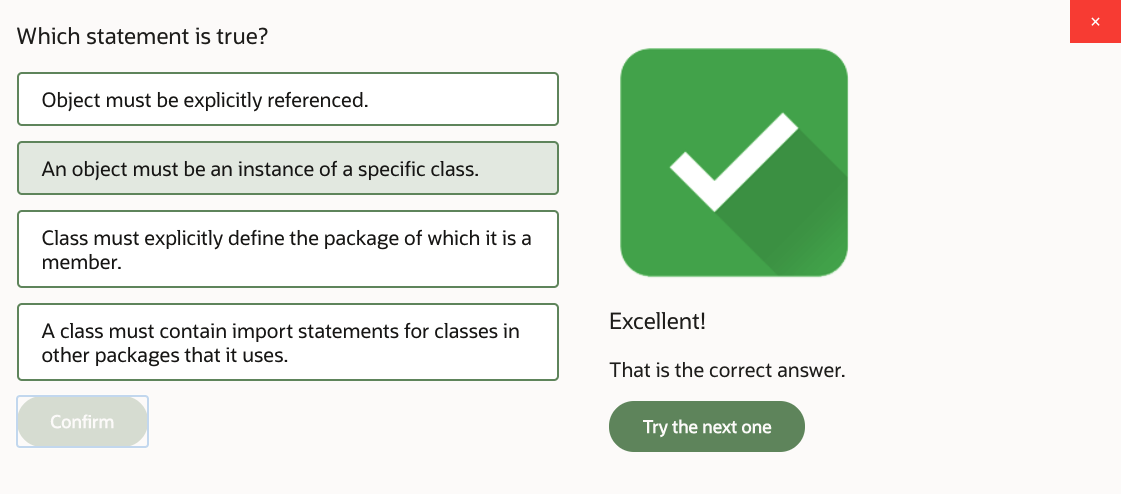 Which statement is true?
×
Object must be explicitly referenced.
An object must be an instance of a specific class.
Class must explicitly define the package of which it is a
member.
A class must contain import statements for classes in
other packages that it uses.
Confirm
Excellent!
That is the correct answer.
Try the next one